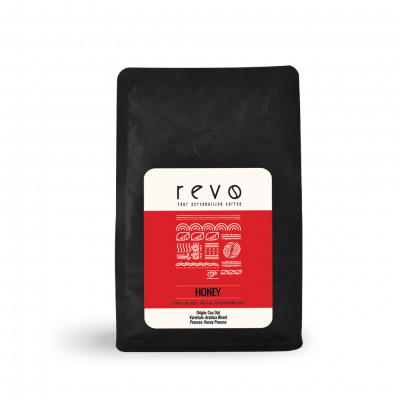 revo
Your personalized coffee
HONEY
Origin: Cau Dat
Varietals: Arabica Blend
Process: Honey Process